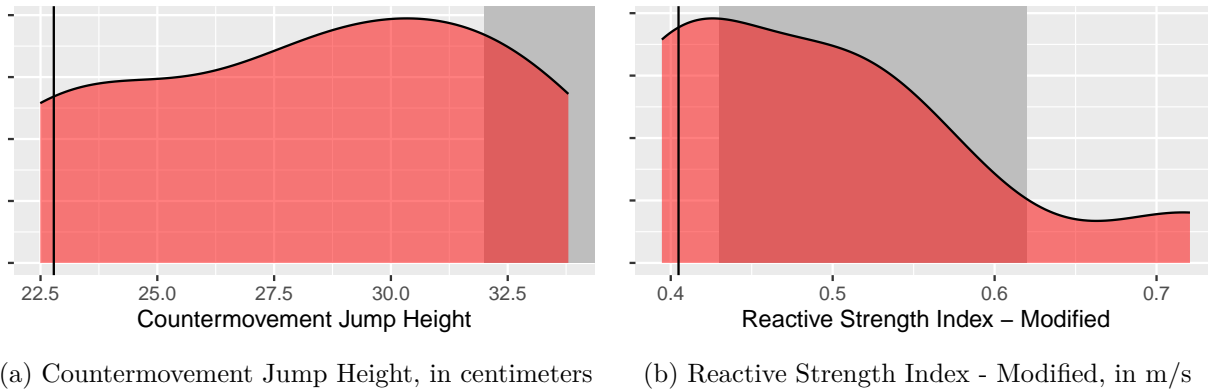 22.5 25.0 27.5 30.0 32.5
Countermovement Jump Height
0.4 0.5 0.6 0.7
Reactive Strength Index – Modified
(a) Countermovement Jump Height, in centimeters
(b) Reactive Strength Index - Modified, in m/s